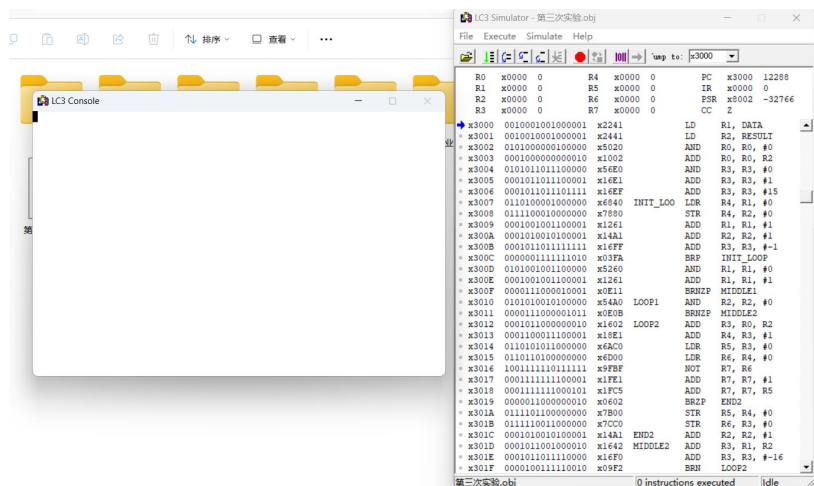 排序
查看
...
LC3 Console
业
第
LC3 Simulator - 第三次实验.obj
File Execute Simulate Help
Jump to: x3000
R0 x0000 0 R4 x0000 0 PC x3000 12288
R1 x0000 0 R5 x0000 0 IR x0000 0
R2 x0000 0 R6 x0000 0 PSR x8002 -32766
R3 x0000 0 R7 x0000 0 CC Z
x3000 0010001001000001 x2241 LD R1, DATA
x3001 0010010001000001 x2441 LD R2, RESULT
x3002 0101000000100000 x5020 AND R0, R0, #0
x3003 0001000000000010 x1002 ADD R0, R0, R2
x3004 0101011011100000 x56E0 AND R3, R3, #0
x3005 0001011011100001 x16E1 ADD R3, R3, #1
x3006 0001011011101111 x16EF ADD R3, R3, #15
x3007 0110100001000000 x6840 INIT_LOO LDR R4, R1, #0
x3008 0111100010000000 x7880 STR R4, R2, #0
x3009 0001001001100001 x1261 ADD R1, R1, #1
x300A 0001010010100001 x14A1 ADD R2, R2, #1
x300B 0001011011111111 x16FF ADD R3, R3, #-1
x300C 0000001111111010 x03FA BRP INIT_LOOP
x300D 0101001001100000 x5260 AND R1, R1, #0
x300E 0001001001100001 x1261 ADD R1, R1, #1
x300F 0000111000010001 x0E11 BRNZP MIDDLE1
x3010 0101010010100000 x54A0 LOOP1 AND R2, R2, #0
x3011 0000111000001011 x0E0B BRNZP MIDDLE2
x3012 0001011000000010 x1602 LOOP2 ADD R3, R0, R2
x3013 0001100011100001 x18E1 ADD R4, R3, #1
x3014 0110101011000000 x6AC0 LDR R5, R3, #0
x3015 0110110100000000 x6D00 LDR R6, R4, #0
x3016 1001111110111111 x9FBF NOT R7, R6
x3017 0001111111100001 x1FE1 ADD R7, R7, #1
x3018 0001111111000101 x1FC5 ADD R7, R7, R5
x3019 0000011000000010 x0602 BRZP END2
x301A 0111101100000000 x7B00 STR R5, R4, #0
x301B 0111110011000000 x7CC0 STR R6, R3, #0
x301C 0001010010100001 x14A1 END2 ADD R2, R2, #1
x301D 0001011001000010 x1642 MIDDLE2 ADD R3, R1, R2
x301E 0001011011110000 x16F0 ADD R3, R3, #-16
x301F 0000100111110010 x09F2 BRN LOOP2
第三次实验.obj 0 instructions executed Idle